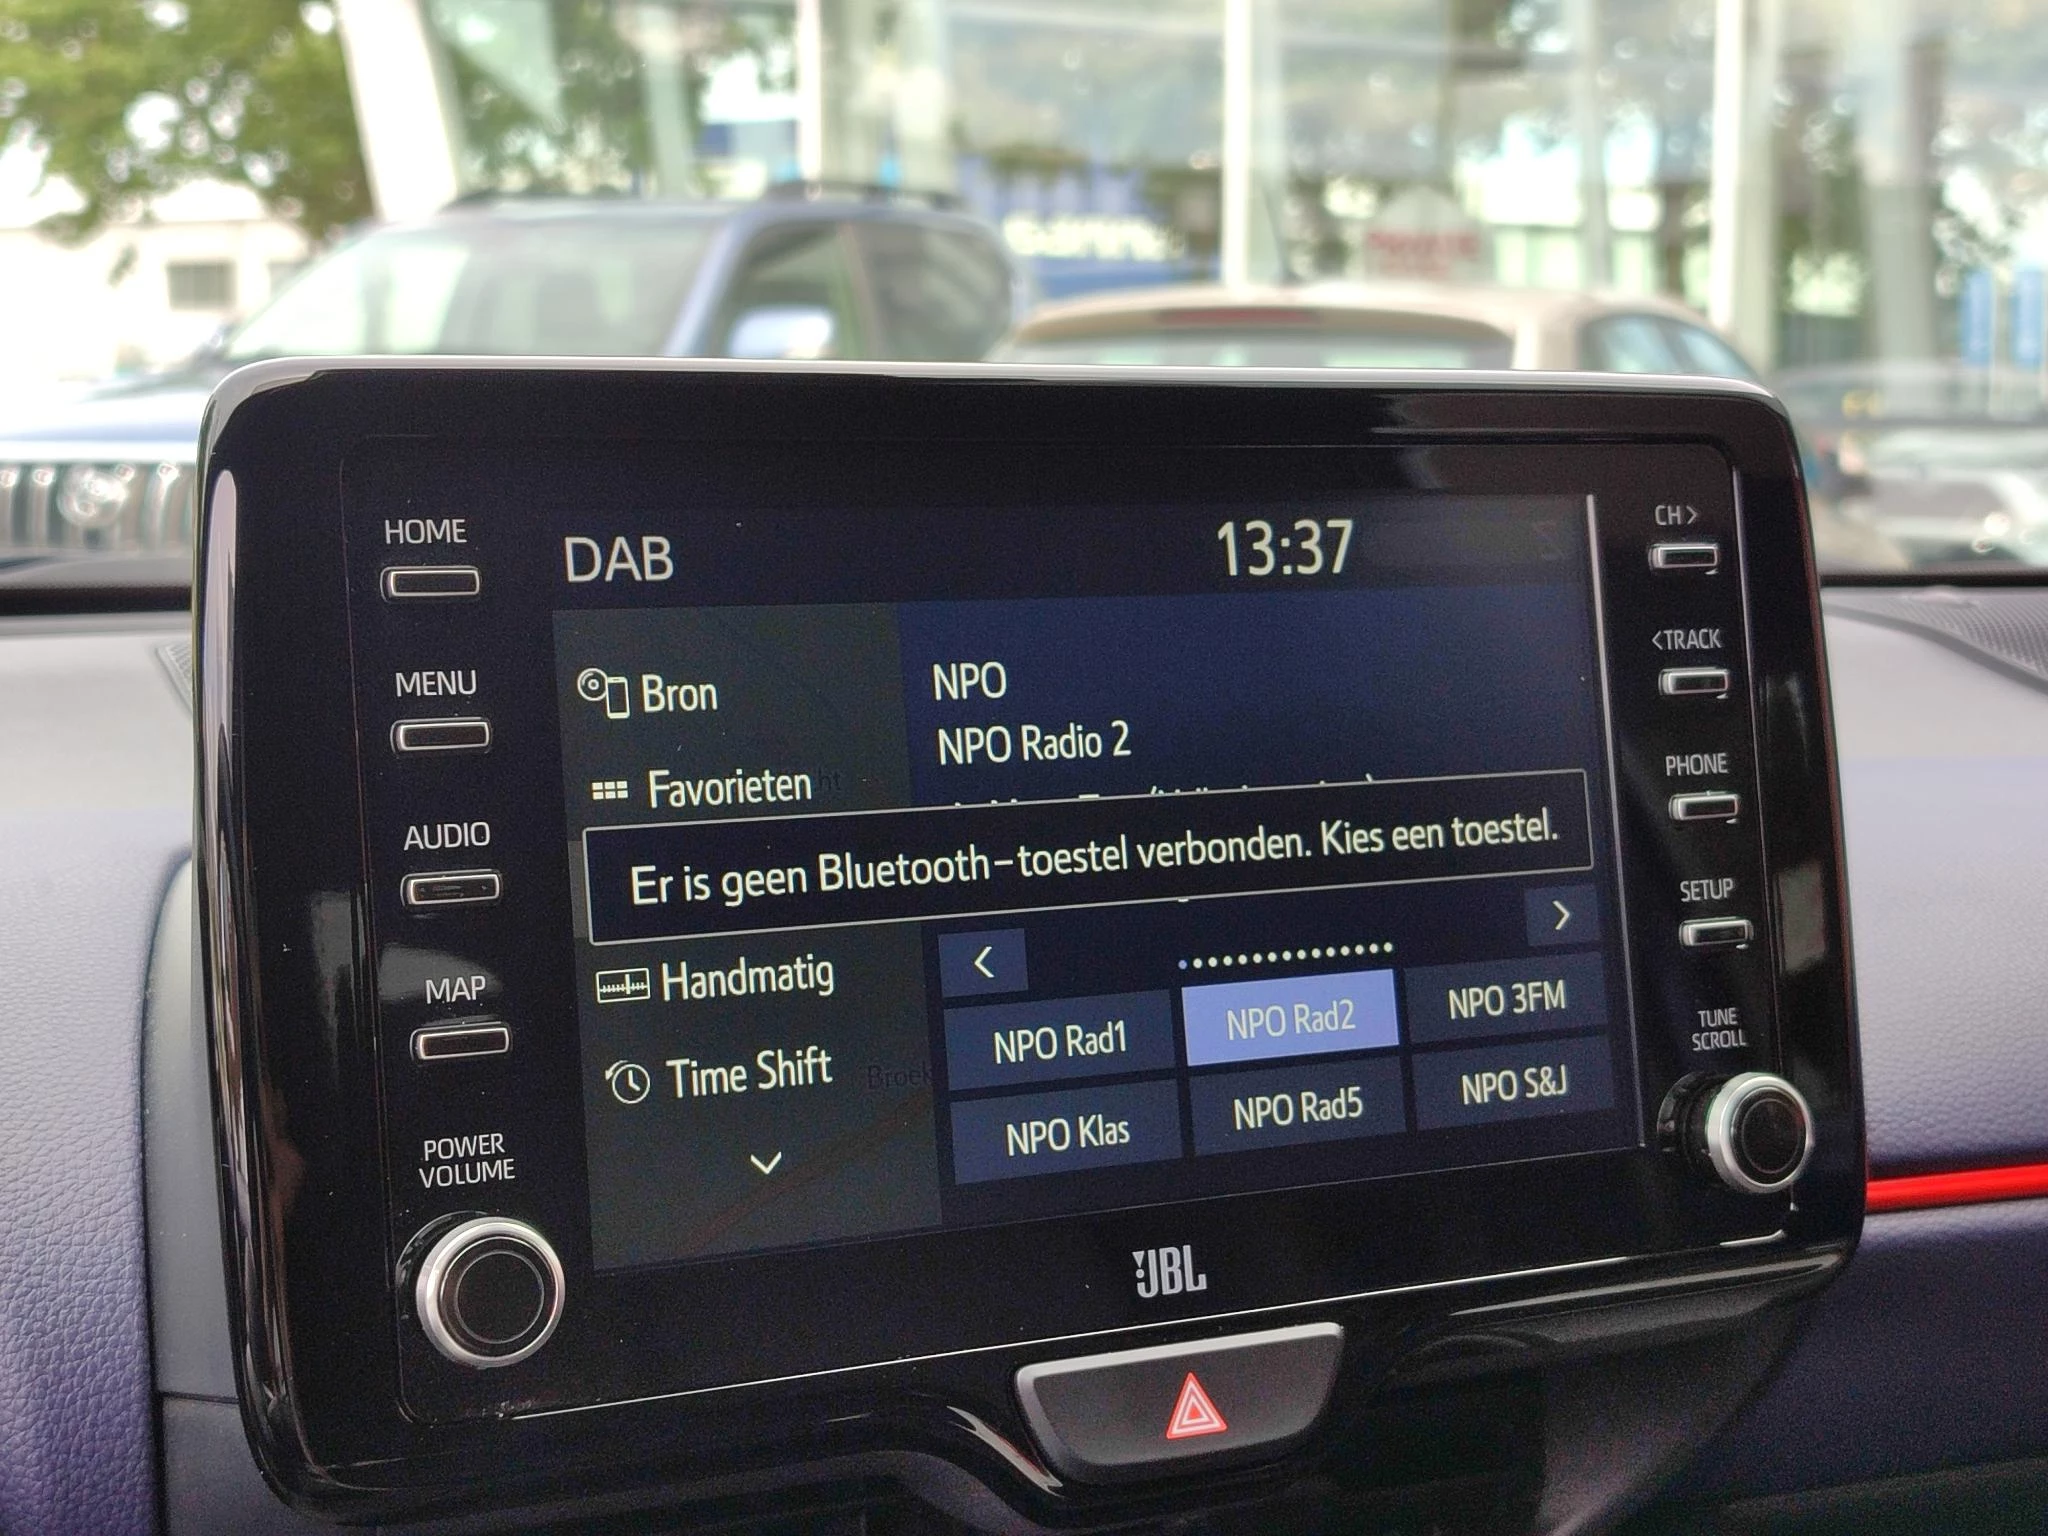 HOME
MENU
AUDIO
MAP
POWER
VOLUME
DAB
13:37
Bron
Favorieten
NPO
NPO Radio 2
Er is geen Bluetooth-toestel verbonden. Kies een toestel.
Handmatig
Time Shift
NPO Rad1
NPO Rad2
NPO 3FM
NPO Klas
NPO Rad5
NPO S&J
CH>
<TRACK
PHONE
SETUP
TUNE
SCROLL
JBL